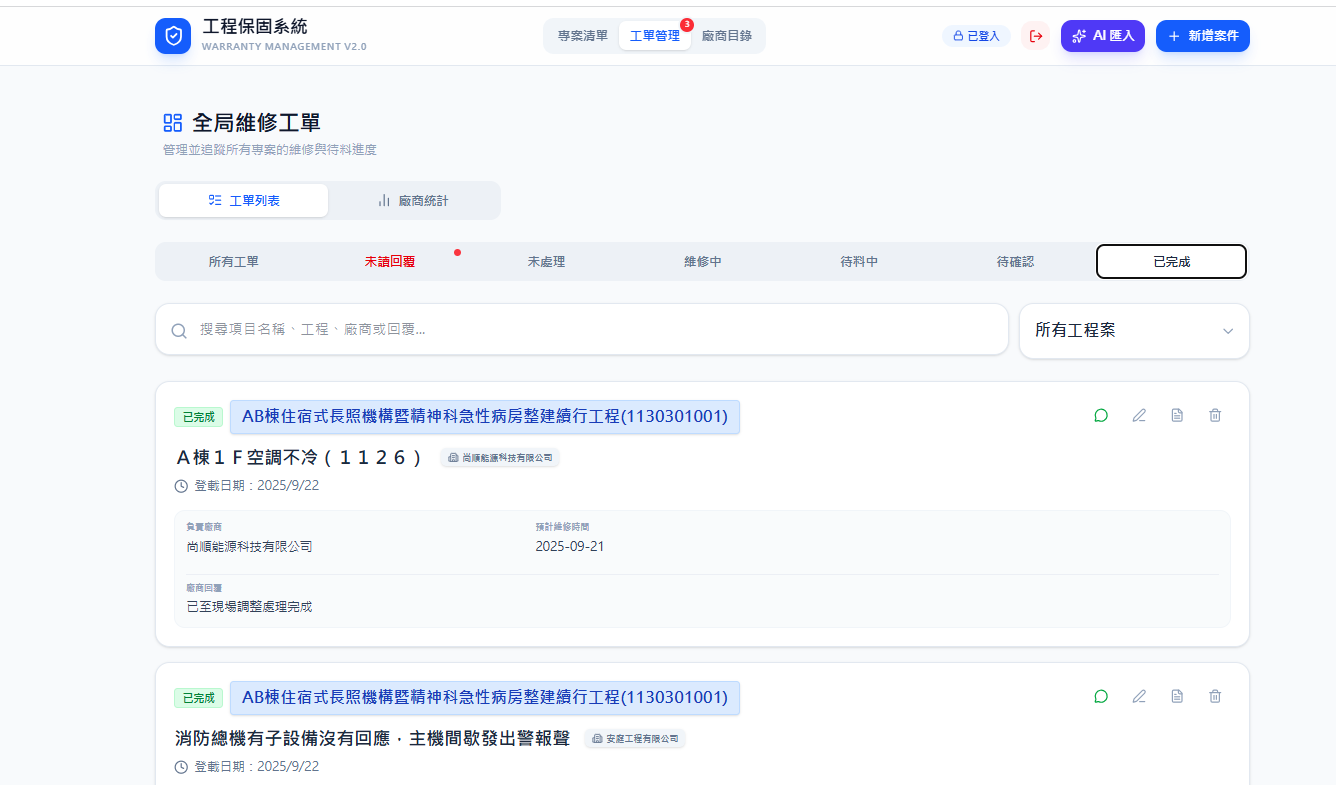 工程保固系統
WARRANTY MANAGEMENT V2.0
專案清單
工單管理
3
廠商目錄
已登入
AI 匯入
新增案件
全局維修工單
管理並追蹤所有專案的維修與待料進度
工單列表
廠商統計
所有工單
未讀回覆
未處理
維修中
待料中
待確認
已完成
搜尋項目名稱、工程、廠商或回覆...
所有工程案
已完成
AB棟住宿式長照機構暨精神科急性病房整建續行工程(1130301001)
Ａ棟１Ｆ空調不冷（１１２６）
尚順能源科技有限公司
登載日期：2025/9/22
負責廠商
尚順能源科技有限公司
預計維修時間
2025-09-21
廠商回覆
已至現場調整處理完成
已完成
AB棟住宿式長照機構暨精神科急性病房整建續行工程(1130301001)
消防總機有子設備沒有回應，主機間歇發出警報聲
安庭工程有限公司
登載日期：2025/9/22